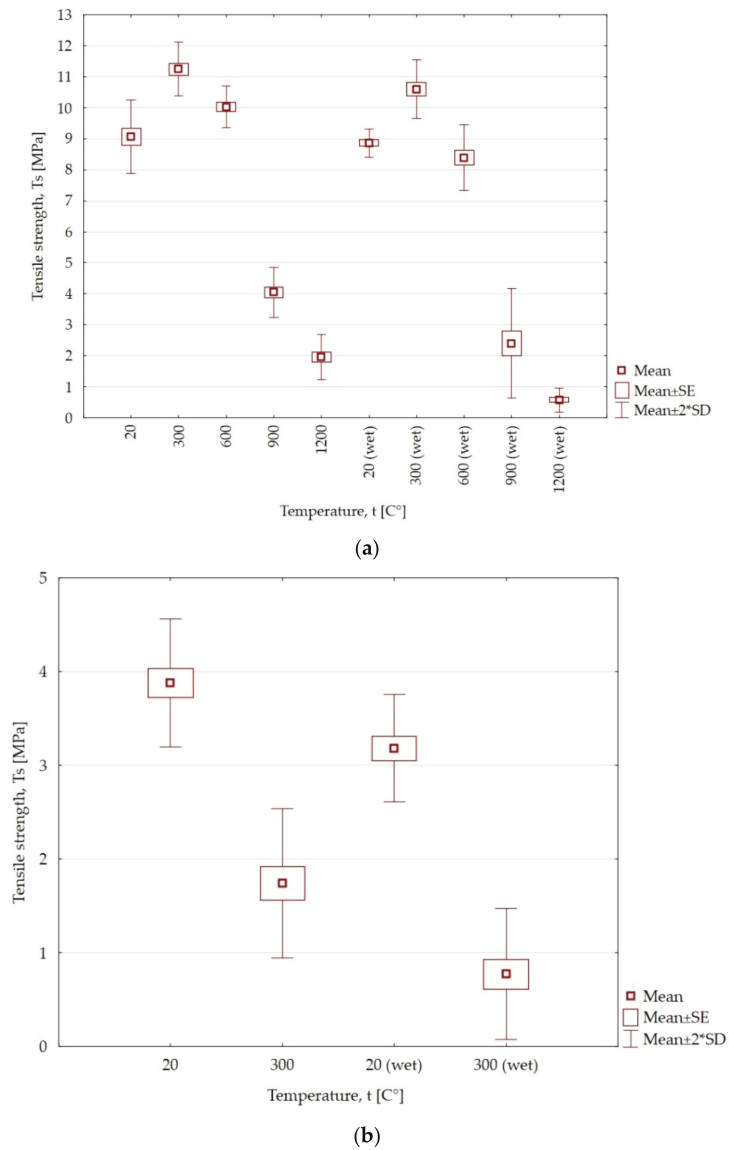 13
12
11
10
9
8
7
6
5
4
3
2
1
0
Tensile strength, Ts [MPa]
20
300
600
900
1200
20 (wet)
300 (wet)
600 (wet)
900 (wet)
1200 (wet)
Temperature, t [C°]
Mean
Mean±SE
Mean±2*SD
(a)
5
4
3
2
1
0
Tensile strength, Ts [MPa]
20 300 20 (wet) 300 (wet)
Temperature, t [C°]
Mean
Mean±SE
Mean±2*SD
(b)